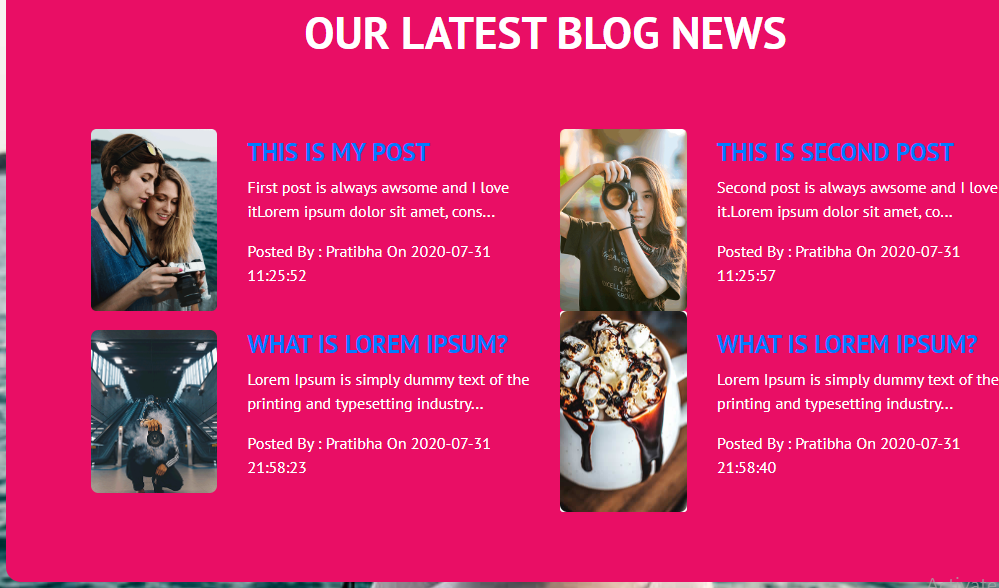 OUR LATEST BLOG NEWS
THIS IS MY POST
First post is always awsome and I love
itLorem ipsum dolor sit amet, cons...
Posted By : Pratibha On 2020-07-31
11:25:52
THIS IS SECOND POST
Second post is always awsome and I love
it.Lorem ipsum dolor sit amet, co...
Posted By : Pratibha On 2020-07-31
11:25:57
WHAT IS LOREM IPSUM?
Lorem Ipsum is simply dummy text of the
printing and typesetting industry...
Posted By : Pratibha On 2020-07-31
21:58:23
WHAT IS LOREM IPSUM?
Lorem Ipsum is simply dummy text of the
printing and typesetting industry...
Posted By : Pratibha On 2020-07-31
21:58:40
Activate